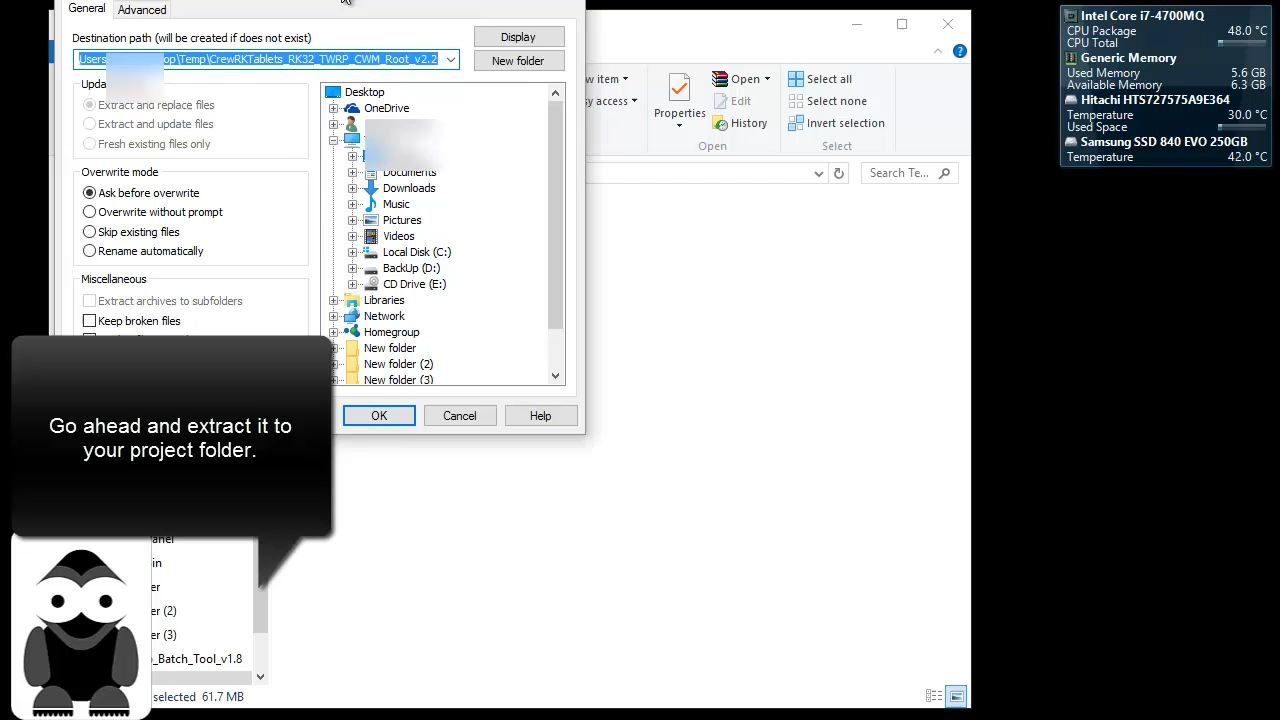 General
Advanced
Destination path (will be created if does not exist)
Display
Users
op\Temp\CrewRKTablets_RK32_TWRP_CWM_Root_v2.2
New folder
Upda
Extract and replace files
Extract and update files
Fresh existing files only
Overwrite mode
Ask before overwrite
Overwrite without prompt
Skip existing files
Rename automatically
Miscellaneous
Extract archives to subfolders
Keep broken files
Desktop
OneDrive
Documents
Downloads
Music
Pictures
Videos
Local Disk (C:)
BackUp (D:)
CD Drive (E:)
Libraries
Network
Homegroup
New folder
New folder (2)
New folder (3)
OK
Cancel
Help
w item
y access
Properties
Open
Edit
History
Open
Select all
Select none
Invert selection
Select
Search Te...
Go ahead and extract it to
your project folder.
anel
in
er
er (2)
er (3)
o_Batch_Tool_v1.8
selected 61.7 MB
Intel Core i7-4700MQ
CPU Package 48.0 °C
CPU Total
Generic Memory
Used Memory 5.6 GB
Available Memory 6.3 GB
Hitachi HTS727575A9E364
Temperature 30.0 °C
Used Space
Samsung SSD 840 EVO 250GB
Temperature 42.0 °C